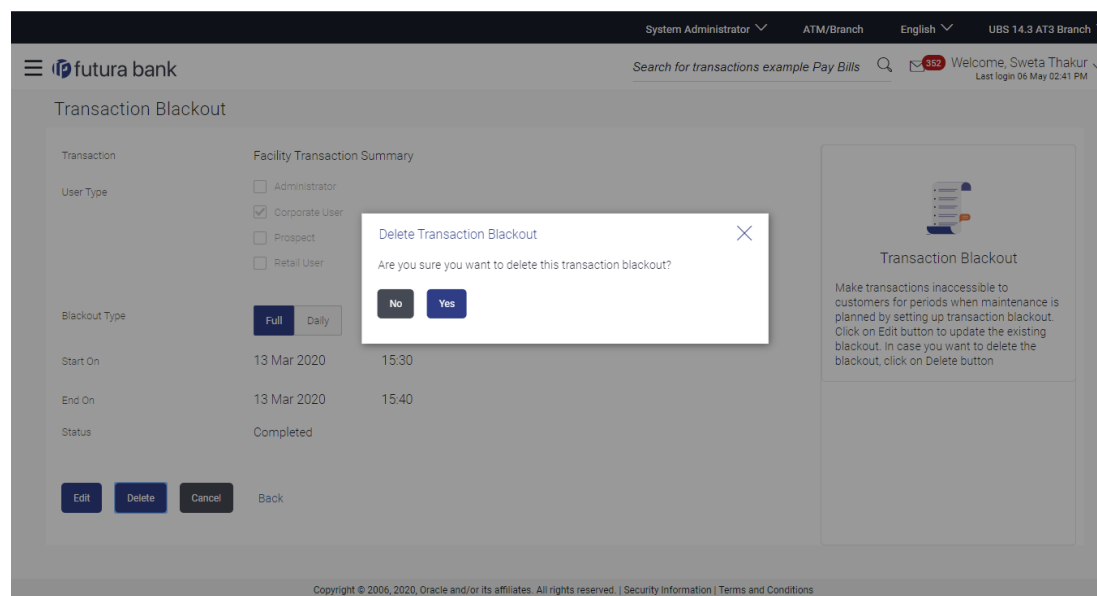 System Administrator ATM/Branch English UBS 14.3 AT3 Branch
futura bank
Search for transactions example Pay Bills
352
Welcome, Sweta Thakur
Last login 06 May 02:41 PM
Transaction Blackout
Transaction Facility Transaction Summary
User Type
Administrator
Corporate User
Prospect
Retail User
Blackout Type Full Daily
Start On 13 Mar 2020 15:30
End On 13 Mar 2020 15:40
Status Completed
Edit Delete Cancel Back
Delete Transaction Blackout
Are you sure you want to delete this transaction blackout?
No Yes
Transaction Blackout
Make transactions inaccessible to
customers for periods when maintenance is
planned by setting up transaction blackout.
Click on Edit button to update the existing
blackout. In case you want to delete the
blackout, click on Delete button
Copyright © 2006, 2020, Oracle and/or its affiliates. All rights reserved. | Security Information | Terms and Conditions